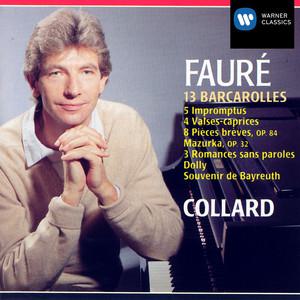 WARNER
CLASSICS
FAURÉ
13 BARCAROLLES
5 Impromptus
4 Valses-caprices
8 Pièces brèves, OP. 84
Mazurka, OP. 32
3 Romances sans paroles
Dolly
Souvenir de Bayreuth
COLLARD